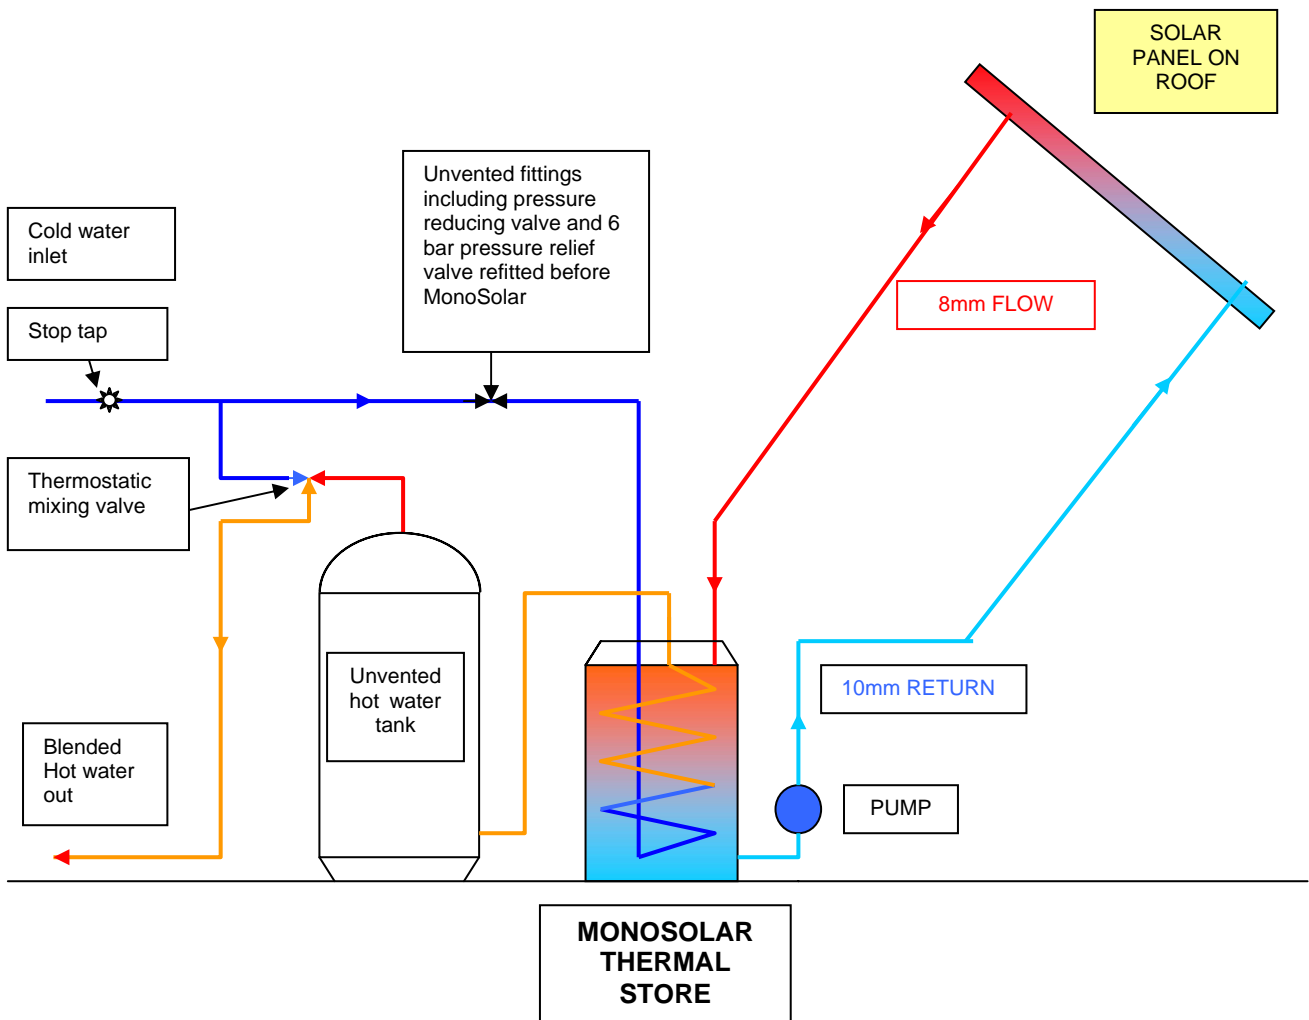 SOLAR
PANEL ON
ROOF
Unvented fittings
including pressure
reducing valve and 6
bar pressure relief
valve refitted before
MonoSolar
Cold water
inlet
8mm FLOW
Stop tap
Thermostatic
mixing valve
Unvented
hot water
tank
10mm RETURN
Blended
Hot water
out
PUMP
MONOSOLAR
THERMAL
STORE